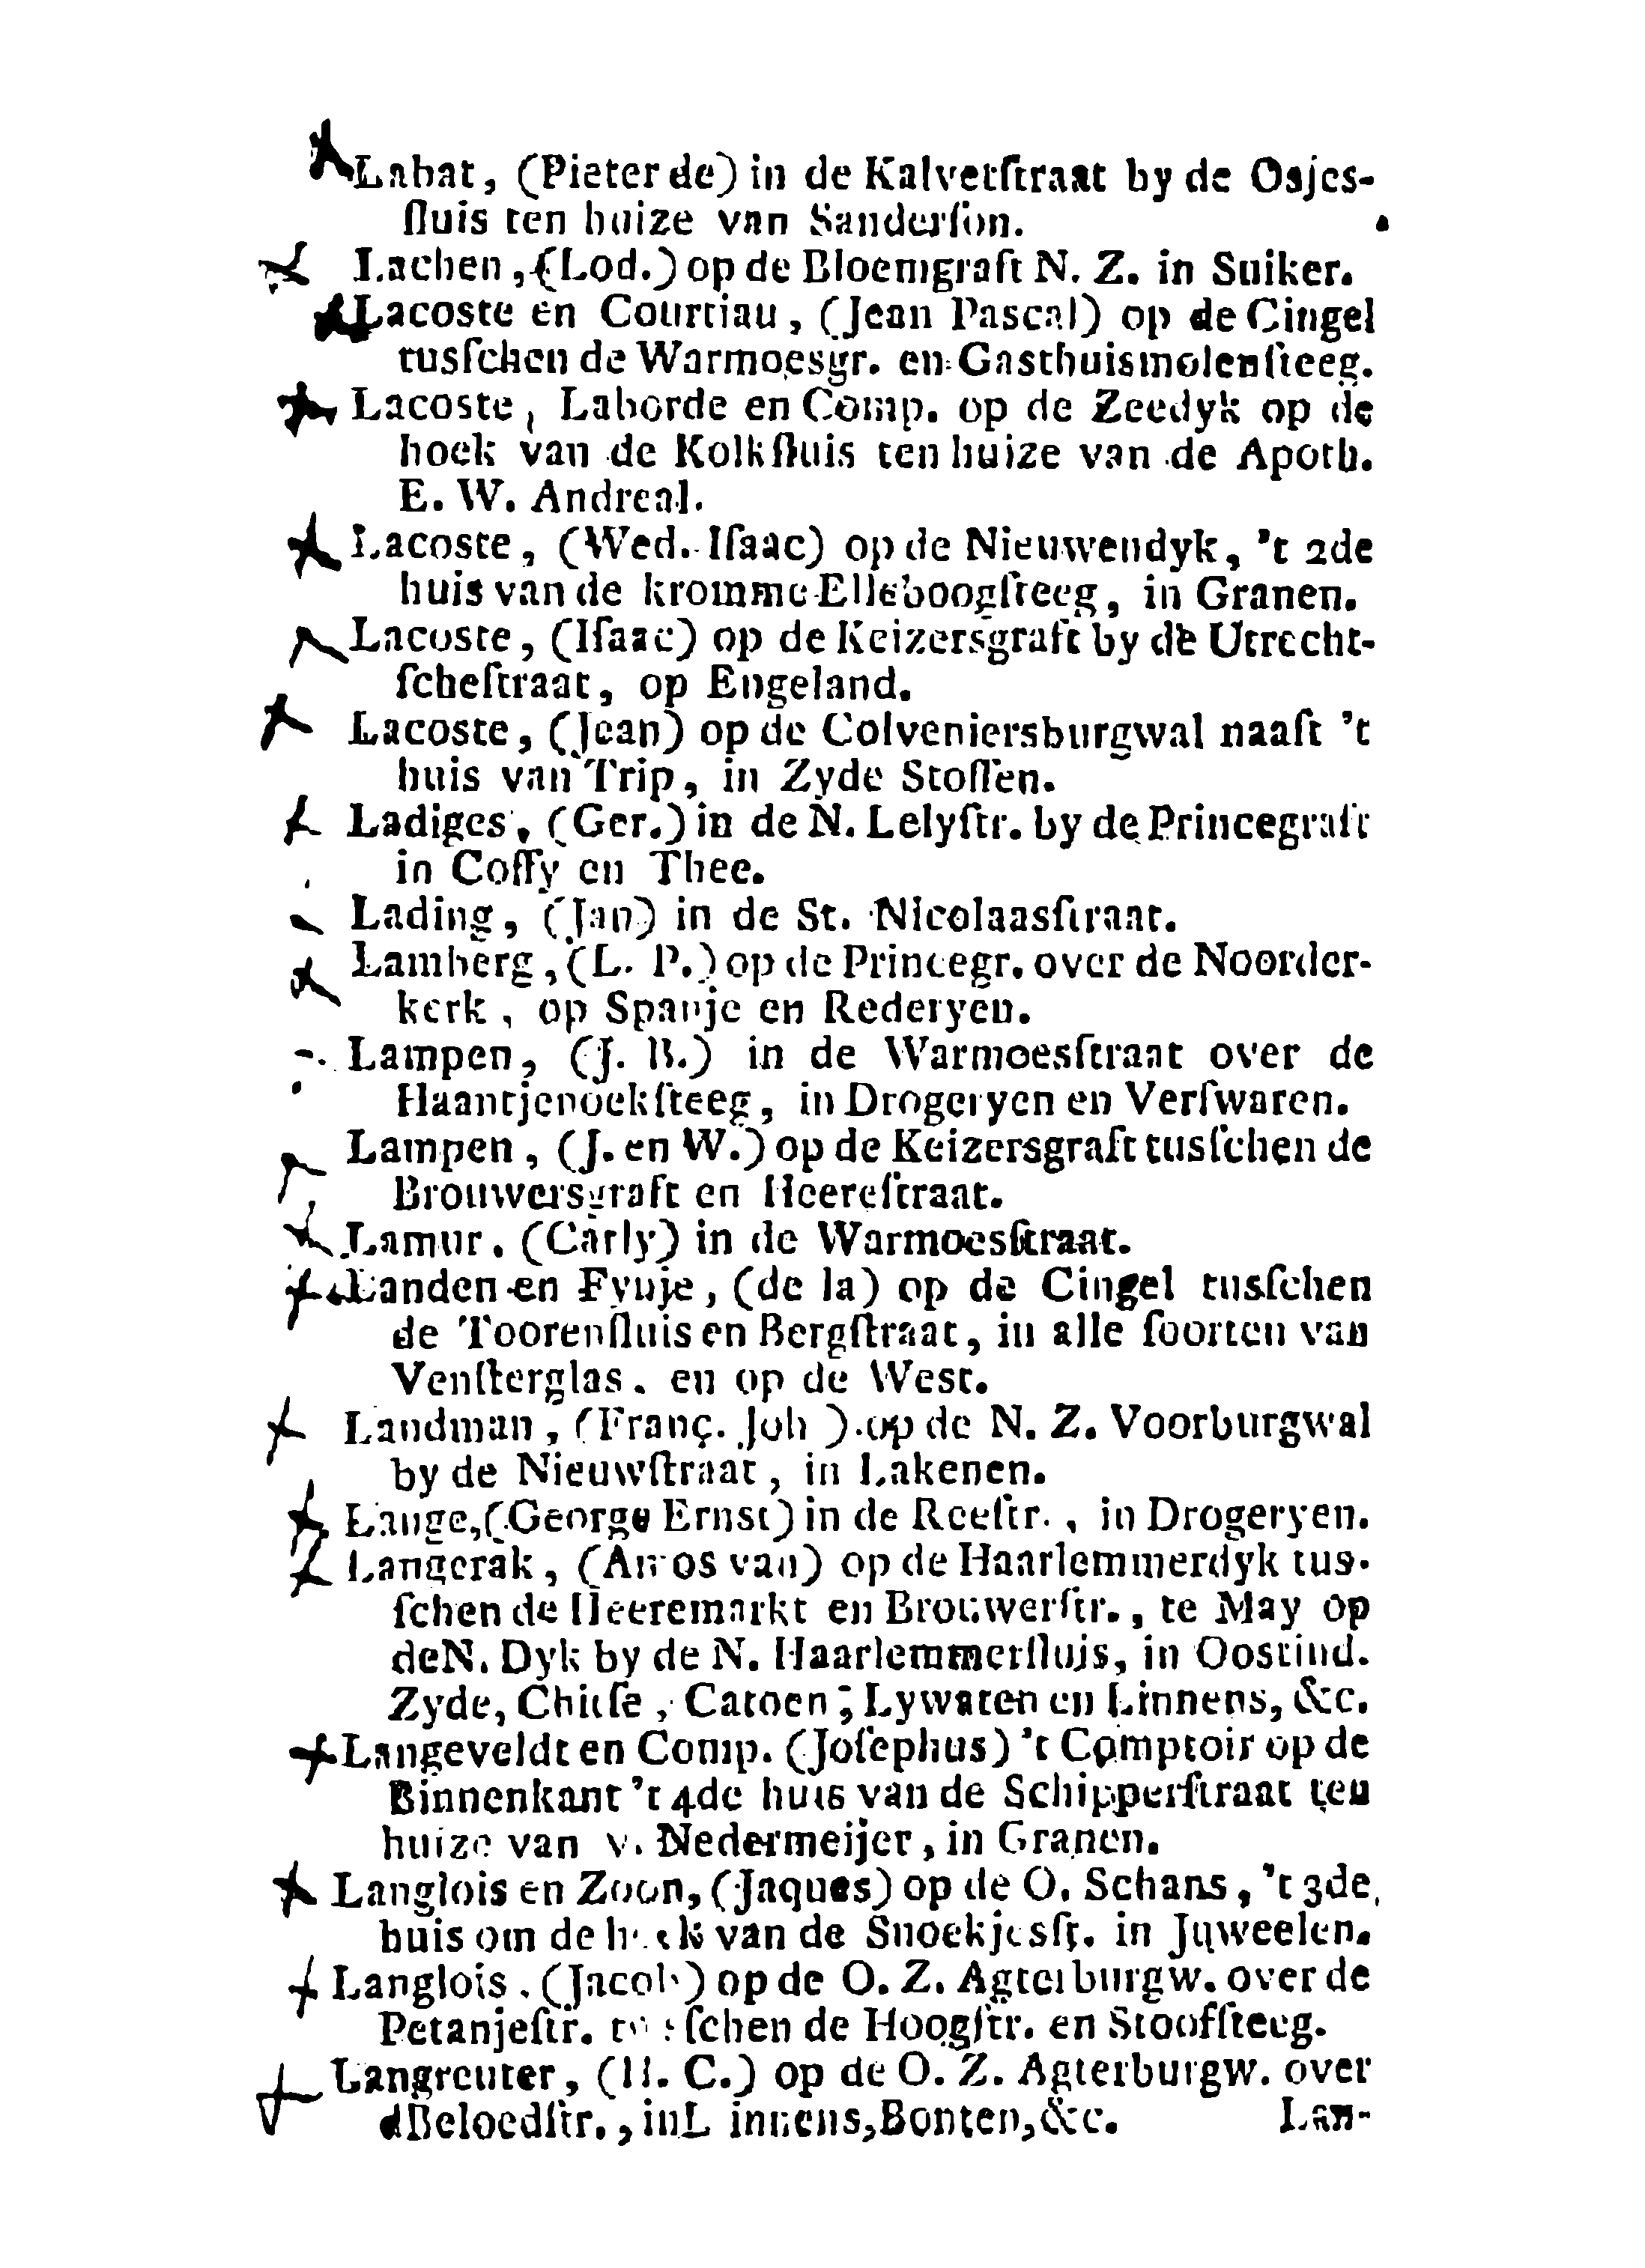 Labat, (Pieter de) in de Kalverſtraat by de Osjes-
ſluis ten huize van Sanderſon.
Lachen, (Lod.) op de Bloemgraft N. Z. in Suiker.
Lacoste en Courtiau, (Jean Pascal) op de Cingel
tusſchen de Warmoesgr. en Gasthuismolenſteeg.
Lacoste, Laborde en Comp. op de Zeedyk op de
hoek van de Kolkſluis ten huize van de Apoth.
E. W. Andreal.
Lacoste, (Wed. Iſaac) op de Nieuwendyk, 't 2de
huis van de kromme Elleboogſteeg, in Granen.
Lacoste, (Iſaac) op de Keizersgraft by de Utrecht-
ſcheſtraat, op Engeland.
Lacoste, (Jean) op de Colveniersburgwal naaſt 't
huis van Trip, in Zyde Stoffen.
Ladiges, (Ger.) in de N. Lelyſtr. by de Princegraft
in Coffy en Thee.
Lading, (Jan) in de St. Nicolaasſtraat.
Lamberg, (L. P.) op de Princegr. over de Noorder-
kerk, op Spanje en Rederyen.
Lampen, (J. B.) in de Warmoesſtraat over de
Haantjenoekſteeg, in Drogeryen en Verſwaren.
Lampen, (J. en W.) op de Keizersgraft tusſchen de
Brouwersgraft en Heereſtraat.
Lamur. (Carly) in de Warmoesſtraat.
Landen en Fynje, (de la) op de Cingel tusſchen
de Toorenſluis en Bergſtraat, in alle ſoorten van
Venſterglas. en op de West.
Landman, (Franç. Joh ) op de N. Z. Voorburgwal
by de Nieuwſtraat, in Lakenen.
Lange, (George Ernst) in de Reeſtr., in Drogeryen.
Langerak, (Amos van) op de Haarlemmerdyk tus-
ſchen de Heeremarkt en Brouwerſtr., te May op
de N. Dyk by de N. Haarlemmerſluis, in Oostind.
Zyde, Chitſe, Catoen, Lywaten en Linnens, &c.
Langeveldt en Comp. (Joſephus) 't Comptoir op de
Binnenkant 't 4de huis van de Schipperſtraat ten
huize van v. Nedermeijer, in Granen.
Langlois en Zoon, (Jaques) op de O. Schans, 't 3de
huis om de hoek van de Snoekjesſt. in Juweelen.
Langlois. (Jacob) op de O. Z. Agterburgw. over de
Petanjeſtr. tusſchen de Hoogſtr. en Stoofſteeg.
Langreuter, (H. C.) op de O. Z. Agterburgw. over
dBeloedſtr., inL innens, Bonten, &c. Lan-